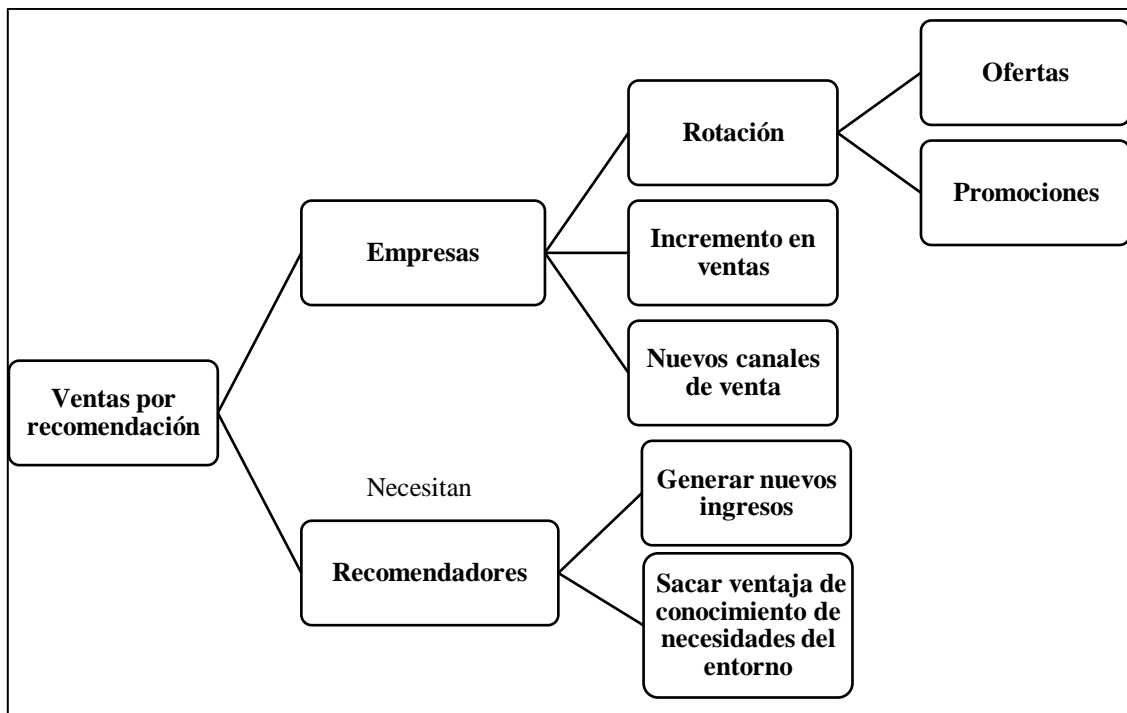 Ofertas
Rotación
Promociones
Empresas
Incremento en
ventas
Nuevos canales
de venta
Ventas por
recomendación
Necesitan
Generar nuevos
ingresos
Recomendadores
Sacar ventaja de
conocimiento de
necesidades del
entorno